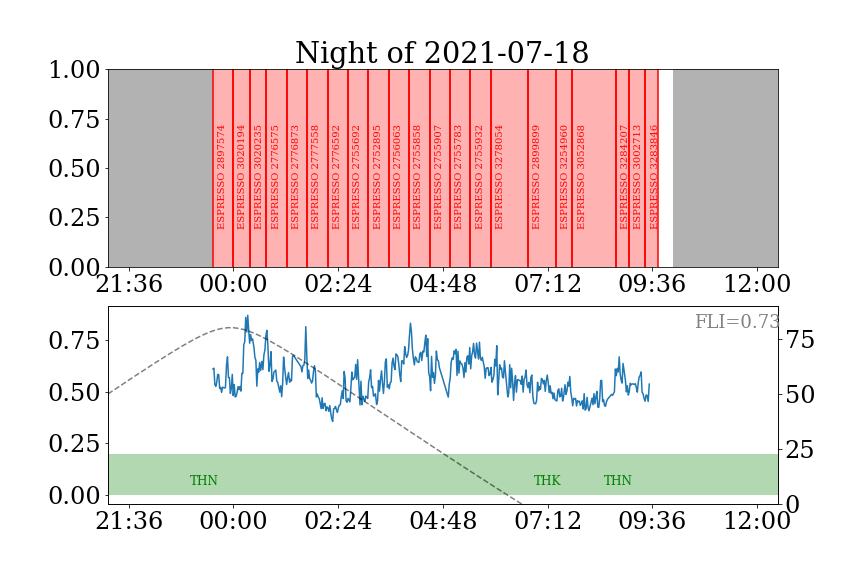 Night of 2021-07-18
1.00
0.75
0.50
0.25
0.00
ESPRESSO 2897574
ESPRESSO 3020194
ESPRESSO 3020235
ESPRESSO 2776575
ESPRESSO 2776873
ESPRESSO 2777558
ESPRESSO 2776592
ESPRESSO 2755692
ESPRESSO 2752895
ESPRESSO 2756063
ESPRESSO 2755858
ESPRESSO 2755907
ESPRESSO 2755783
ESPRESSO 2755932
ESPRESSO 3278054
ESPRESSO 2899899
ESPRESSO 3254960
ESPRESSO 3052868
ESPRESSO 3284207
ESPRESSO 3002713
ESPRESSO 3283846
21:36 00:00 02:24 04:48 07:12 09:36 12:00
FLI=0.73
0.75
0.50
0.25
0.00
75
50
25
0
THN THK THN
21:36 00:00 02:24 04:48 07:12 09:36 12:00